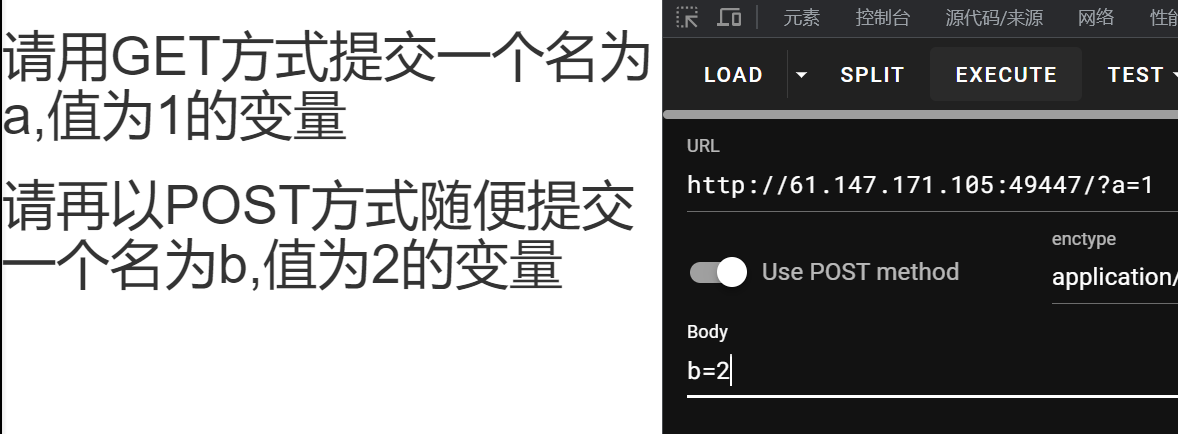 请用GET方式提交一个名为
a,值为1的变量
请再以POST方式随便提交
一个名为b,值为2的变量
元素 控制台 源代码/来源 网络 性能
LOAD SPLIT EXECUTE TEST
URL
http://61.147.171.105:49447/?a=1
enctype
Use POST method application/
Body
b=2